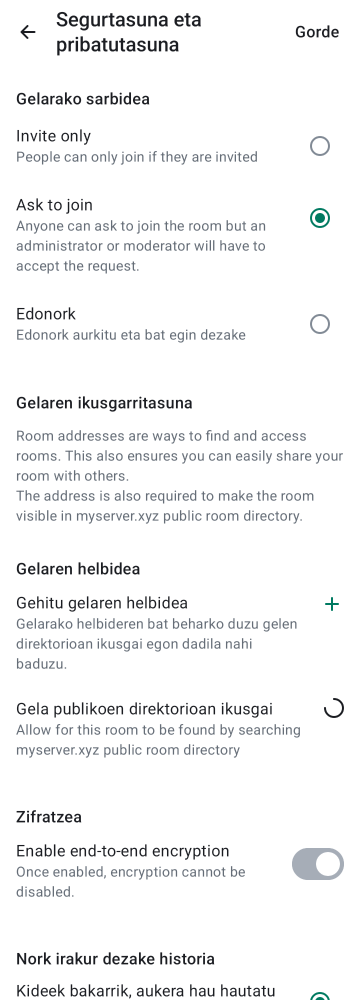 Segurtasuna eta
pribatutasuna
Gorde
Gelarako sarbidea
Invite only
People can only join if they are invited
Ask to join
Anyone can ask to join the room but an
administrator or moderator will have to
accept the request.
Edonork
Edonork aurkitu eta bat egin dezake
Gelaren ikusgarritasuna
Room addresses are ways to find and access
rooms. This also ensures you can easily share your
room with others.
The address is also required to make the room
visible in myserver.xyz public room directory.
Gelaren helbidea
Gehitu gelaren helbidea
Gelarako helbideren bat beharko duzu gelen
direktorioan ikusgai egon dadila nahi
baduzu.
Gela publikoen direktorioan ikusgai
Allow for this room to be found by searching
myserver.xyz public room directory
Zifratzea
Enable end-to-end encryption
Once enabled, encryption cannot be
disabled.
Nork irakur dezake historia
Kideek bakarrik, aukera hau hautatu